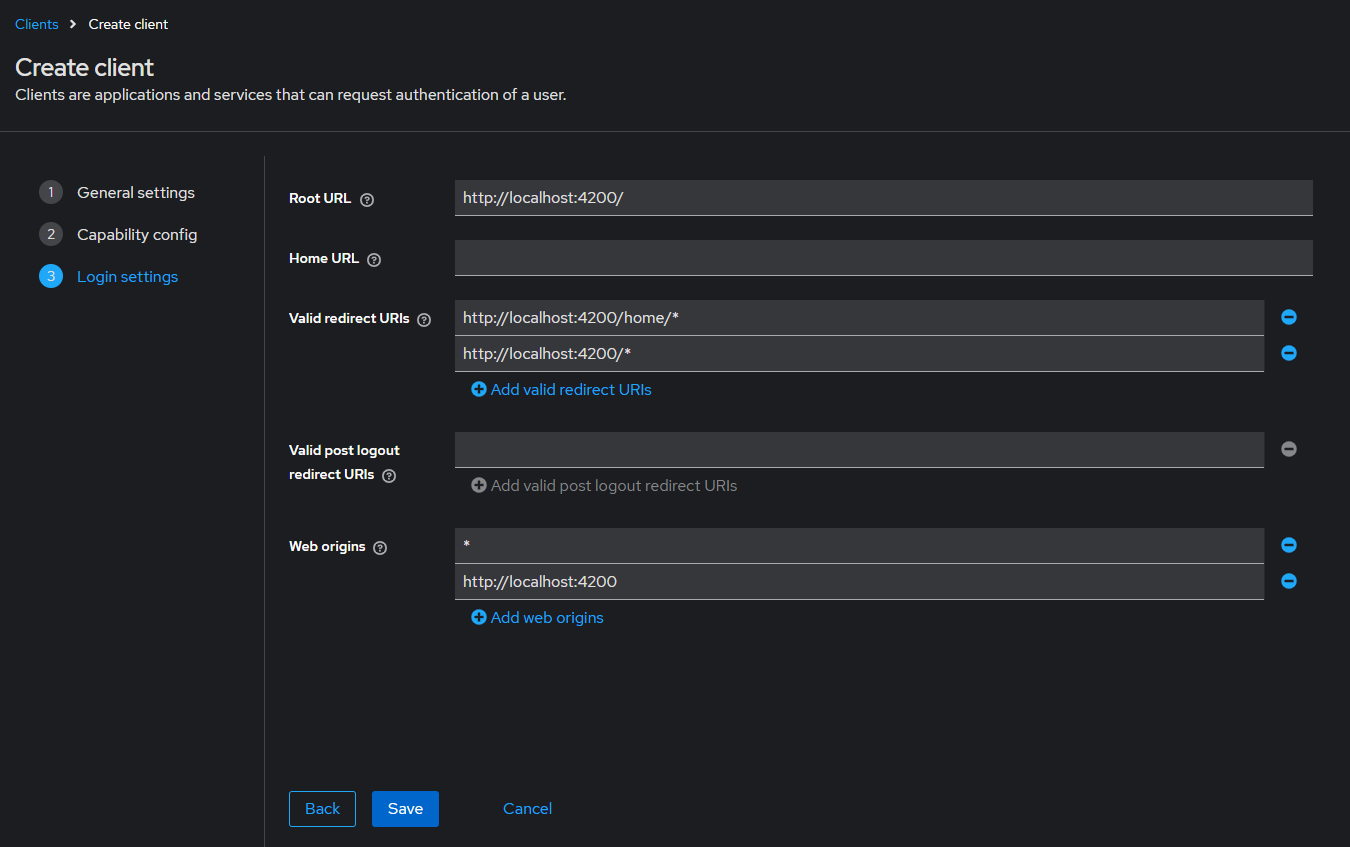 Clients > Create client
Create client
Clients are applications and services that can request authentication of a user.
1 General settings
2 Capability config
3 Login settings
Root URL
http://localhost:4200/
Home URL
Valid redirect URIs
http://localhost:4200/home/*
http://localhost:4200/*
Add valid redirect URIs
Valid post logout
redirect URIs
Add valid post logout redirect URIs
Web origins
*
http://localhost:4200
Add web origins
Back Save Cancel